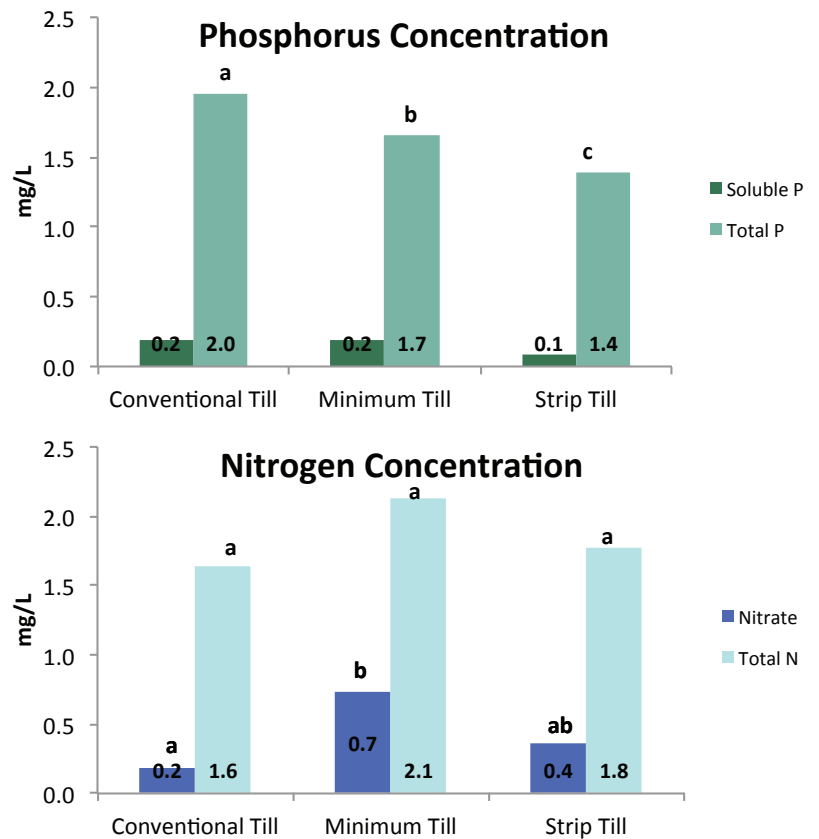 Phosphorus Concentration
2.5
2.0
1.5
1.0
0.5
0.0
mg/L
a
b
c
0.2 2.0 0.2 1.7 0.1 1.4
Conventional Till Minimum Till Strip Till
Soluble P
Total P
Nitrogen Concentration
2.5
2.0
1.5
1.0
0.5
0.0
mg/L
a
a
a
b
ab
a
0.7
0.2 1.6 2.1 0.4 1.8
Conventional Till Minimum Till Strip Till
Nitrate
Total N